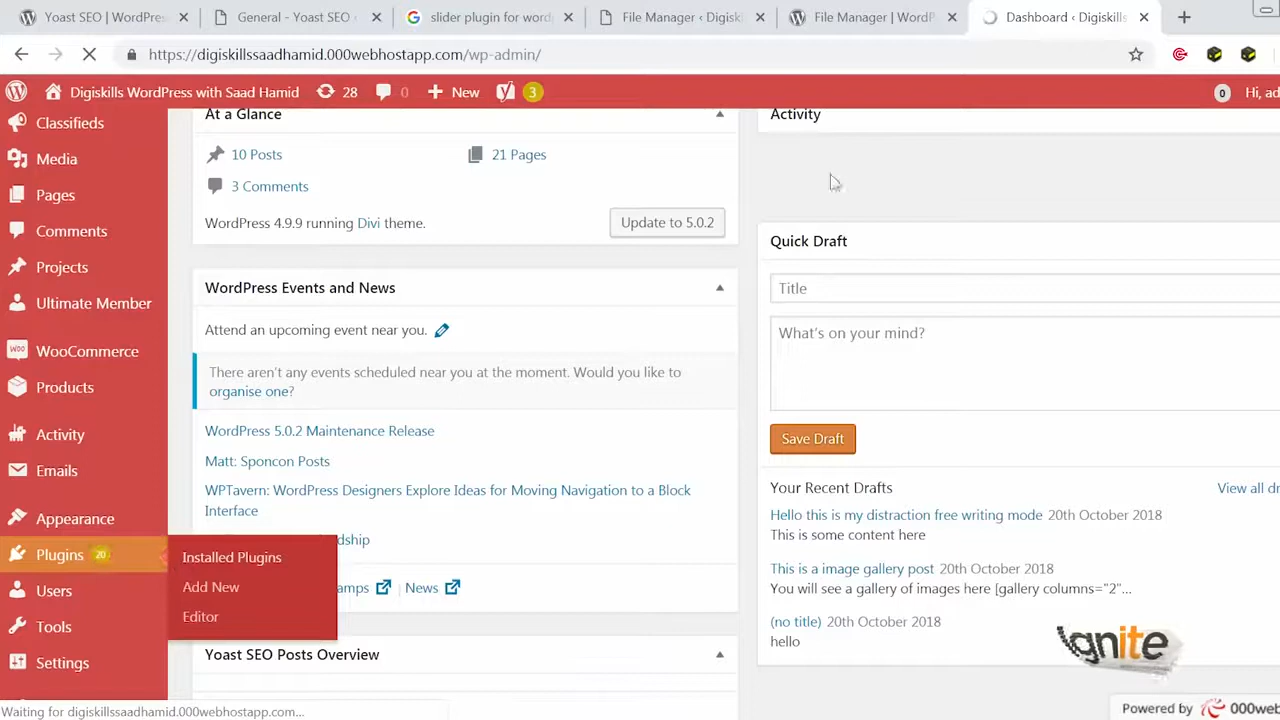 Yoast SEO | WordPress
General - Yoast SEO ‹
slider plugin for word
File Manager ‹ Digiskil
File Manager | WordP
Dashboard ‹ Digiskills
https://digiskillssaadhamid.000webhostapp.com/wp-admin/
Digiskills WordPress with Saad Hamid 28 0 New 3 0 Hi, ad
Classifieds
Media
Pages
Comments
Projects
Ultimate Member
WooCommerce
Products
Activity
Emails
Appearance
Plugins 20
Users
Tools
Settings
Installed Plugins
Add New
Editor
At a Glance
10 Posts 21 Pages
3 Comments
WordPress 4.9.9 running Divi theme. Update to 5.0.2
WordPress Events and News
Attend an upcoming event near you.
There aren't any events scheduled near you at the moment. Would you like to
organise one?
WordPress 5.0.2 Maintenance Release
Matt: Sponcon Posts
WPTavern: WordPress Designers Explore Ideas for Moving Navigation to a Block
Interface
dship
amps | News
Yoast SEO Posts Overview
Activity
Quick Draft
Title
What's on your mind?
Save Draft
Your Recent Drafts View all dr
Hello this is my distraction free writing mode 20th October 2018
This is some content here
This is a image gallery post 20th October 2018
You will see a gallery of images here [gallery columns="2"...
(no title) 20th October 2018
hello
ignite
Waiting for digiskillssaadhamid.000webhostapp.com...
Powered by 000web